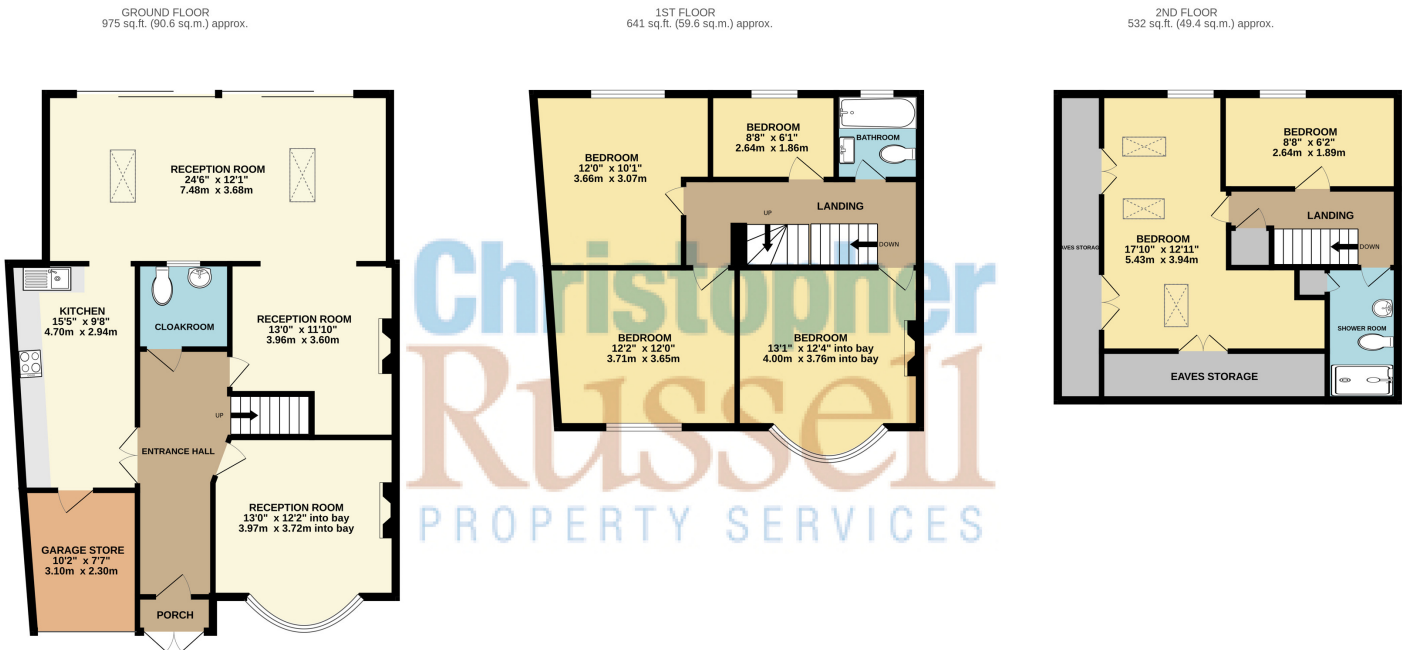 GROUND FLOOR
975 sq.ft. (90.6 sq.m.) approx.
RECEPTION ROOM
24'6" x 12'1"
7.48m x 3.68m
KITCHEN
15'5" x 9'8"
4.70m x 2.94m
CLOAKROOM
RECEPTION ROOM
13'0" x 11'10"
3.96m x 3.60m
UP
ENTRANCE HALL
RECEPTION ROOM
13'0" x 12'2" into bay
3.97m x 3.72m into bay
GARAGE STORE
10'2" x 7'7"
3.10m x 2.30m
PORCH
1ST FLOOR
641 sq.ft. (59.6 sq.m.) approx.
BEDROOM
12'0" x 10'1"
3.66m x 3.07m
BEDROOM
8'8" x 6'1"
2.64m x 1.86m
BATHROOM
LANDING
UP
DOWN
BEDROOM
12'2" x 12'0"
3.71m x 3.65m
BEDROOM
13'1" x 12'4" into bay
4.00m x 3.76m into bay
2ND FLOOR
532 sq.ft. (49.4 sq.m.) approx.
BEDROOM
8'8" x 6'2"
2.64m x 1.89m
LANDING
DOWN
BEDROOM
17'10" x 12'11"
5.43m x 3.94m
AVES STORAG
SHOWER ROOM
EAVES STORAGE
Christopher
Russell
PROPERTY SERVICES